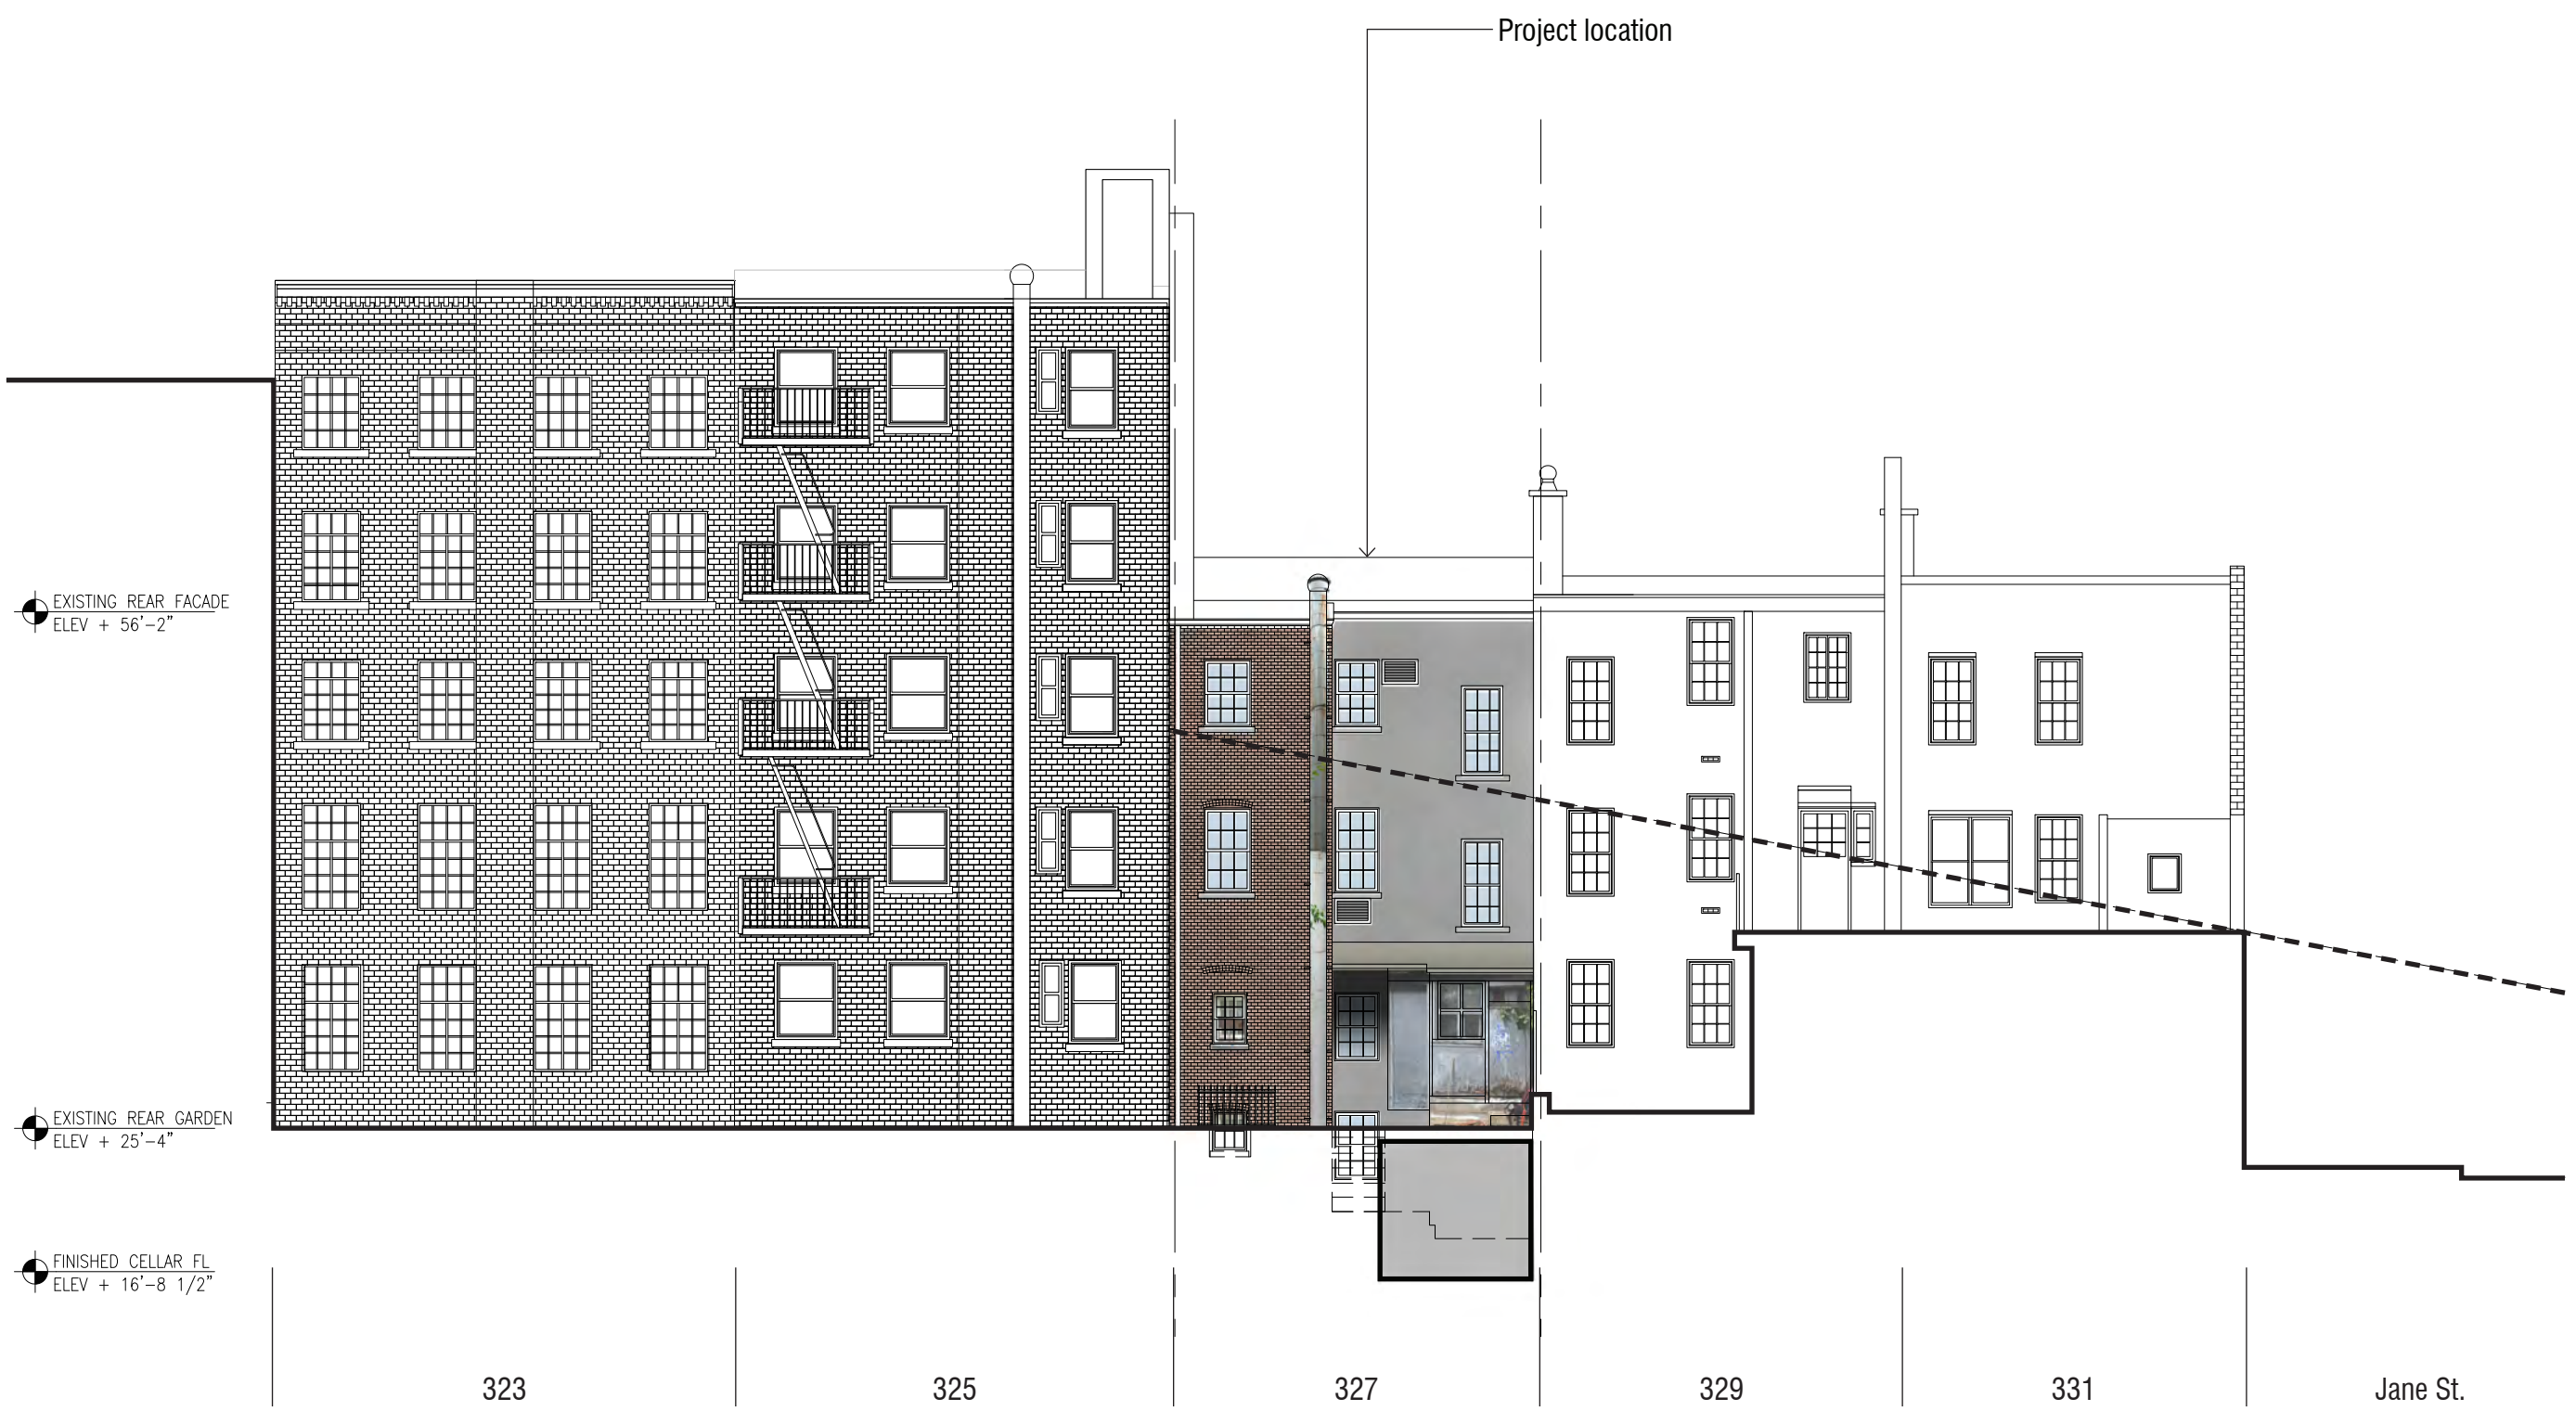 Project location
EXISTING REAR FACADE
ELEV + 56'-2"
EXISTING REAR GARDEN
ELEV + 25'-4"
FINISHED CELLAR FL
ELEV + 16'-8 1/2"
323
325
327
329
331
Jane St.